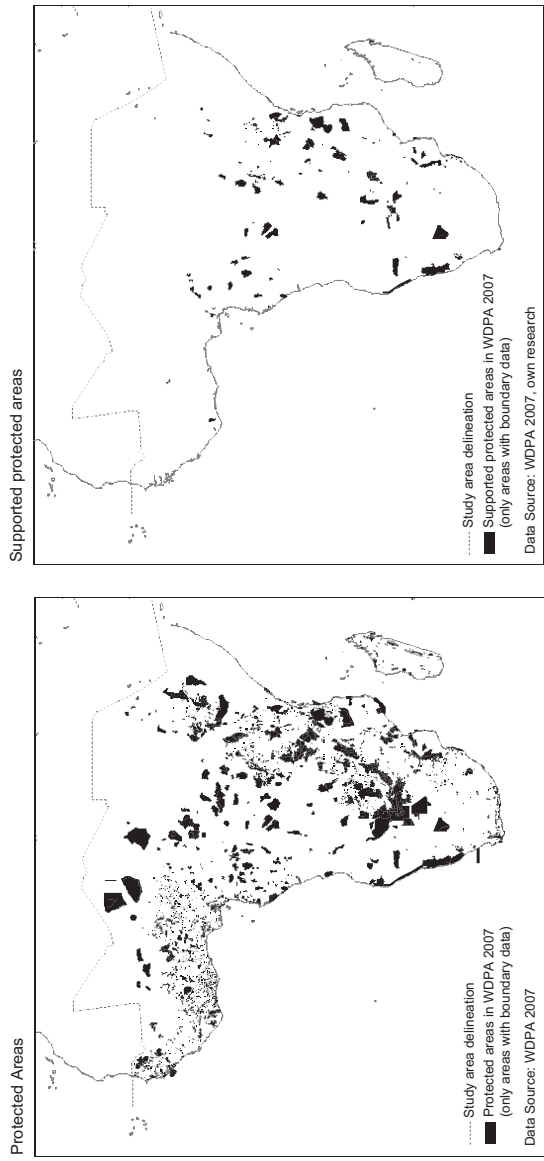 Protected Areas
Study area delineation
Protected areas in WDPA 2007
(only areas with boundary data)
Data Source: WDPA 2007
Supported protected areas
Study area delineation
Supported protected areas in WDPA 2007
(only areas with boundary data)
Data Source: WDPA 2007, own research